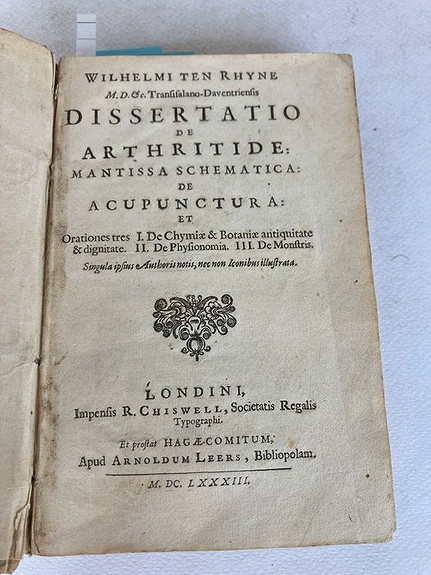 WILHELMI TEN RHYNE
M.D. &c. Transisalano-Daventriensis
DISSERTATIO
DE
ARTHRITIDE:
MANTISSA SCHEMATICA:
DE
ACUPUNCTURA:
ET
Orationes tres I. De Chymiæ & Botaniæ antiquitate
& dignitate. II. De Physionomia. III. De Monstris.
Singula ipsius Authoris notis, nec non Iconibus illustrata.
LONDINI,
Impensis R. CHISWELL, Societatis Regalis
Typographi.
Et prostat HAGÆ-COMITUM,
Apud ARNOLDUM LEERS, Bibliopolam.
M. DC. LXXXIII.